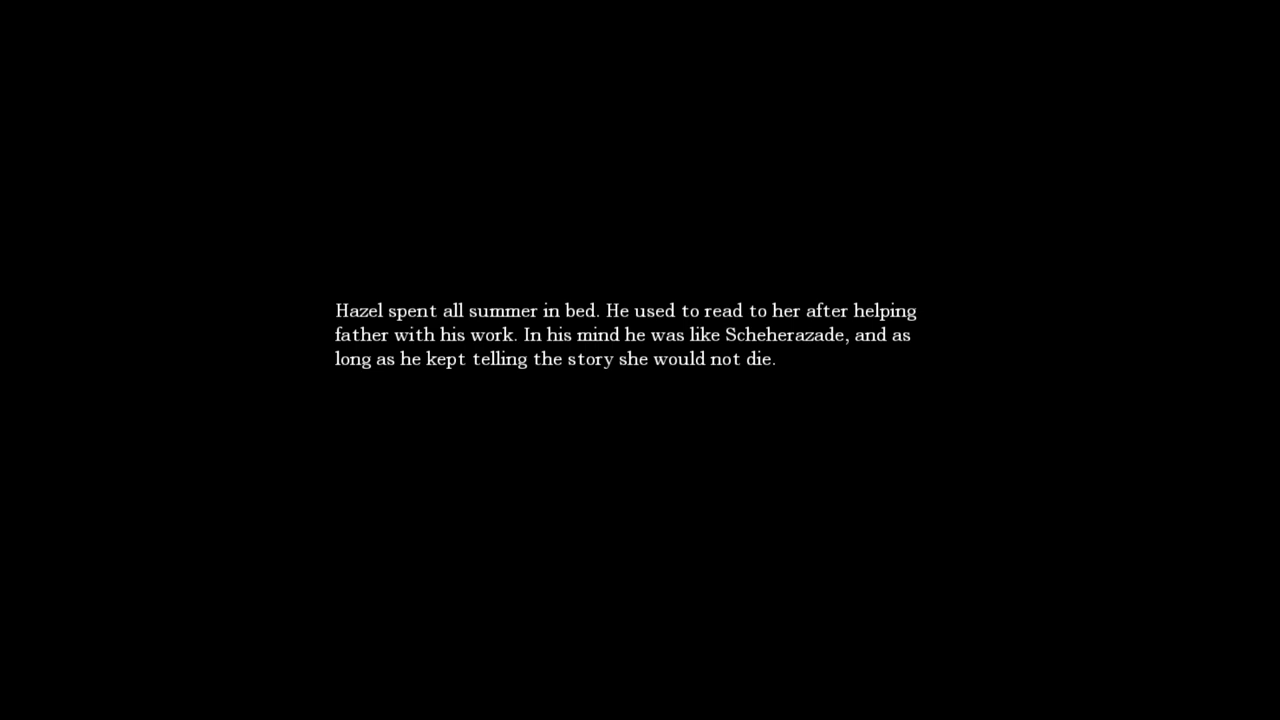 Hazel spent all summer in bed. He used to read to her after helping
father with his work. In his mind he was like Scheherazade, and as
long as he kept telling the story she would not die.